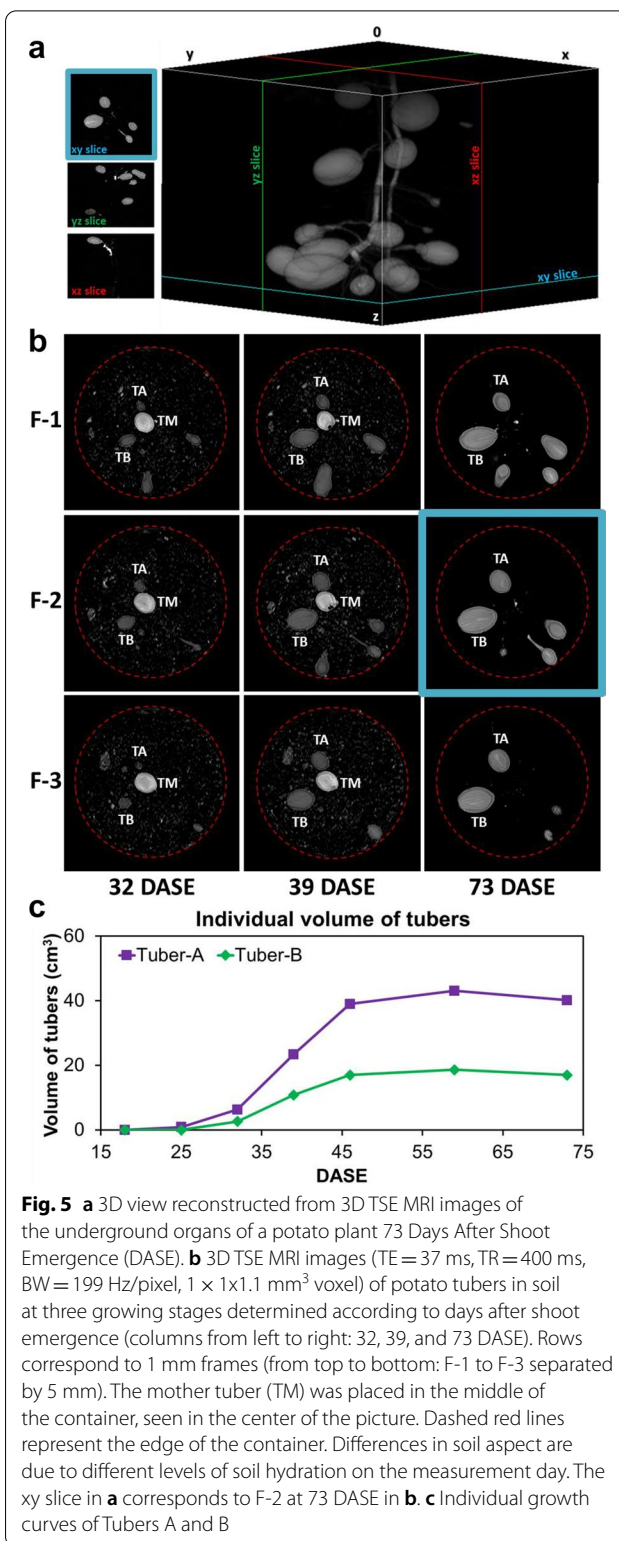 a
y
0
x
xy slice
yz slice
xz slice
yz slice
xz slice
xy slice
z
b
F-1
TA
TM
TB
TA
TM
TB
TA
TB
F-2
TA
TM
TB
TA
TM
TB
TA
TB
F-3
TA
TM
TB
TA
TM
TB
TA
TB
32 DASE 39 DASE 73 DASE
c
Individual volume of tubers
Tuber-A Tuber-B
Volume of tubers (cm³)
60
40
20
0
15 25 35 45 55 65 75
DASE
Fig. 5 a 3D view reconstructed from 3D TSE MRI images of
the underground organs of a potato plant 73 Days After Shoot
Emergence (DASE). b 3D TSE MRI images (TE = 37 ms, TR = 400 ms,
BW = 199 Hz/pixel, 1 × 1x1.1 mm³ voxel) of potato tubers in soil
at three growing stages determined according to days after shoot
emergence (columns from left to right: 32, 39, and 73 DASE). Rows
correspond to 1 mm frames (from top to bottom: F-1 to F-3 separated
by 5 mm). The mother tuber (TM) was placed in the middle of
the container, seen in the center of the picture. Dashed red lines
represent the edge of the container. Differences in soil aspect are
due to different levels of soil hydration on the measurement day. The
xy slice in a corresponds to F-2 at 73 DASE in b. c Individual growth
curves of Tubers A and B